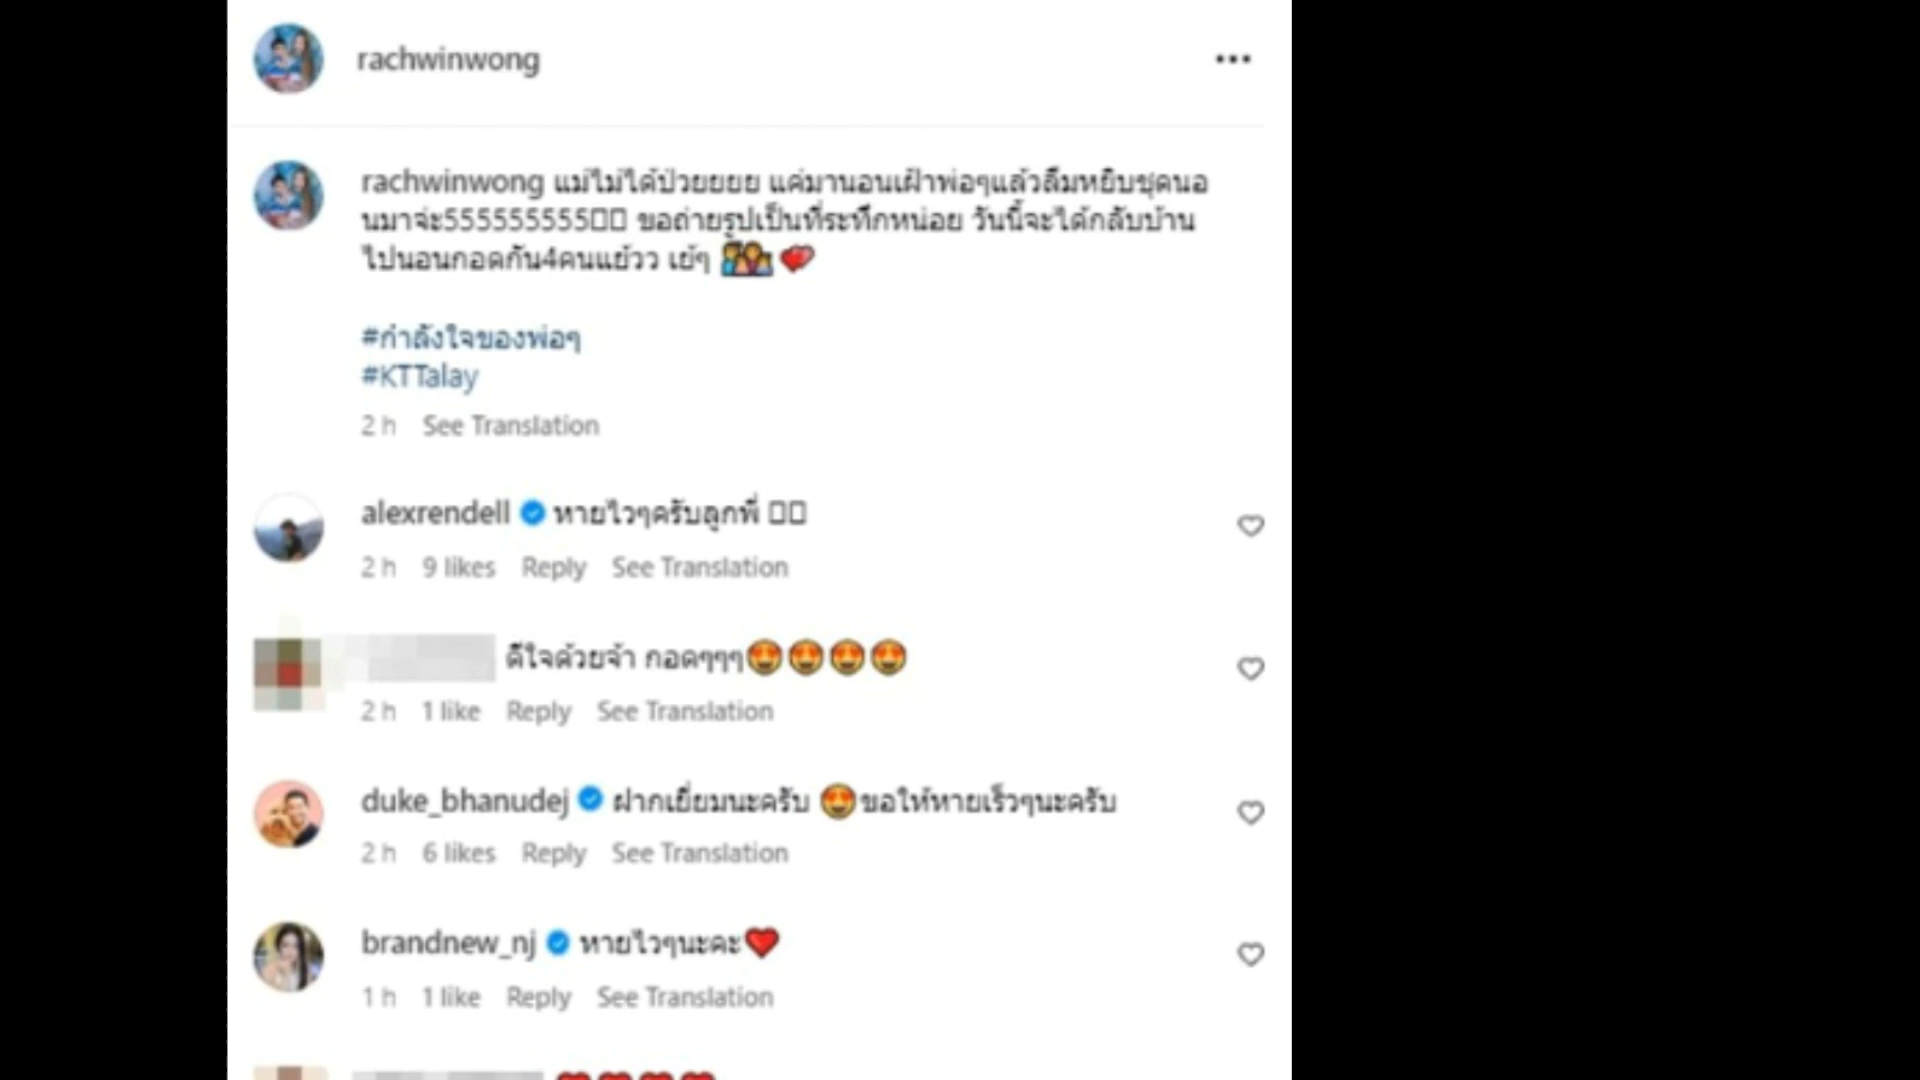 rachwinwong
rachwinwong แม่ไม่ได้ป่วยยยย แค่มานอนเฝ้าพ่อๆแล้วลืมหยิบชุดนอ
นมาจ่ะ555555555 ขอถ่ายรูปเป็นที่ระทึกหน่อย วันนี้จะได้กลับบ้าน
ไปนอนกอดกัน4คนแย้วว เย้ๆ 
#กำลังใจของพ่อๆ
#KTTalay
2 h See Translation
alexrendell หายไวๆครับลูกพี่
2 h 9 likes Reply See Translation
ดีใจด้วยจ้า กอดๆๆๆ😍😍😍😍
2 h 1 like Reply See Translation
duke_bhanudej ฝากเยี่ยมนะครับ 😍ขอให้หายเร็วๆนะครับ
2 h 6 likes Reply See Translation
brandnew_nj หายไวๆนะคะ❤️
1 h 1 like Reply See Translation